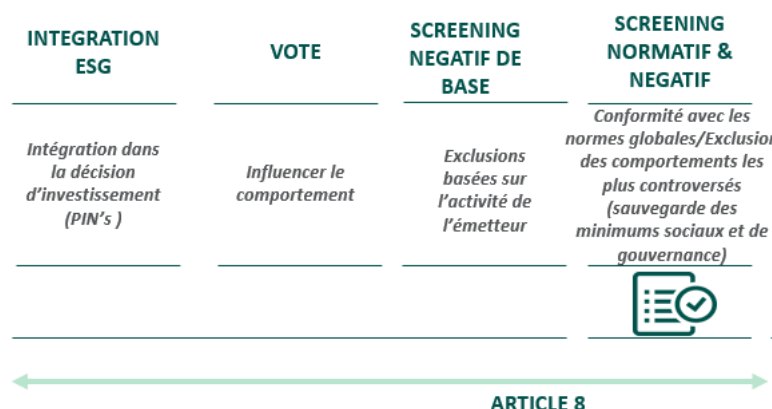 INTEGRATION
ESG
Intégration dans
la décision
d'investissement
(PIN's )
VOTE
Influencer le
comportement
SCREENING
NEGATIF DE
BASE
Exclusions
basées sur
l'activité de
l'émetteur
SCREENING
NORMATIF &
NEGATIF
Conformité avec les
normes globales/Exclusion
des comportements les
plus controversés
(sauvegarde des
minimums sociaux et de
gouvernance)
ARTICLE 8